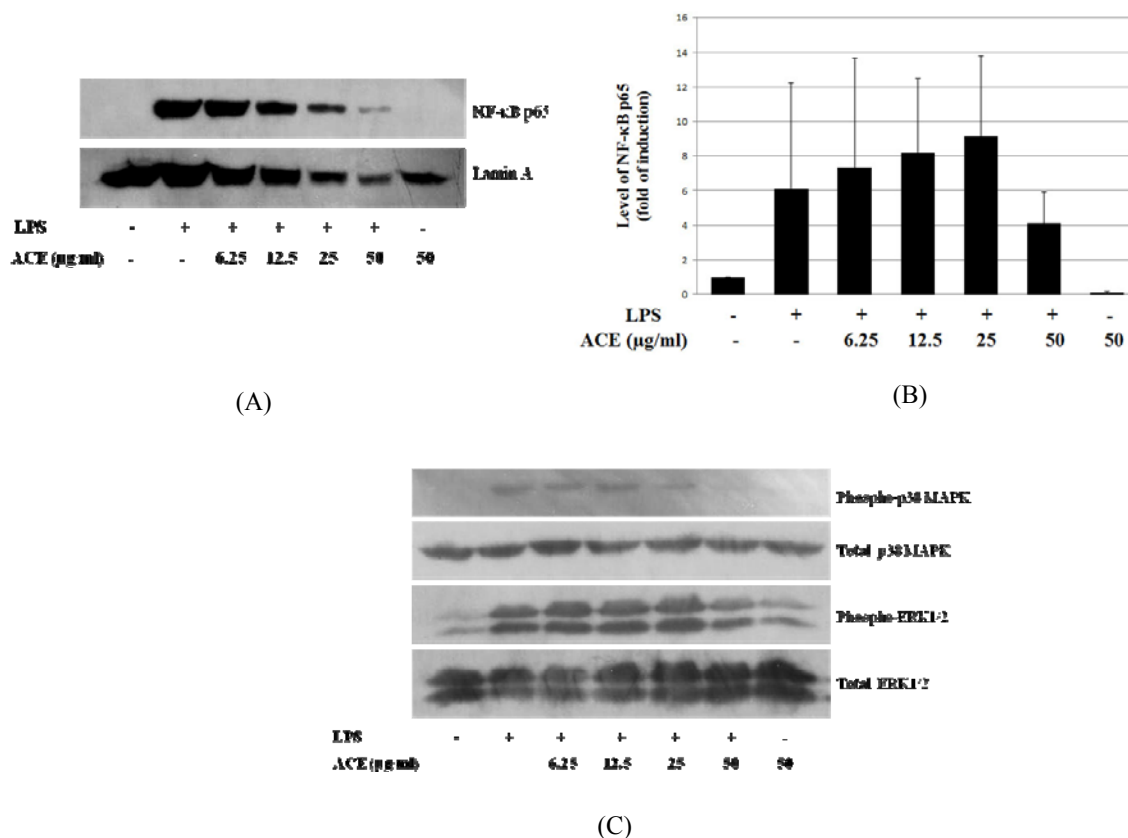 NF-κB p65
Lamin A
LPS - + + + + + -
ACE (µg/ml) - - 6.25 12.5 25 50 50
(A)
Level of NF-κB p65
(fold of induction)
16
14
12
10
8
6
4
2
0
LPS - + + + + + -
ACE (µg/ml) - - 6.25 12.5 25 50 50
(B)
Phospho-p38 MAPK
Total p38MAPK
Phospho-ERK1/2
Total ERK1/2
LPS - + + + + + -
ACE (µg/ml) - - 6.25 12.5 25 50 50
(C)